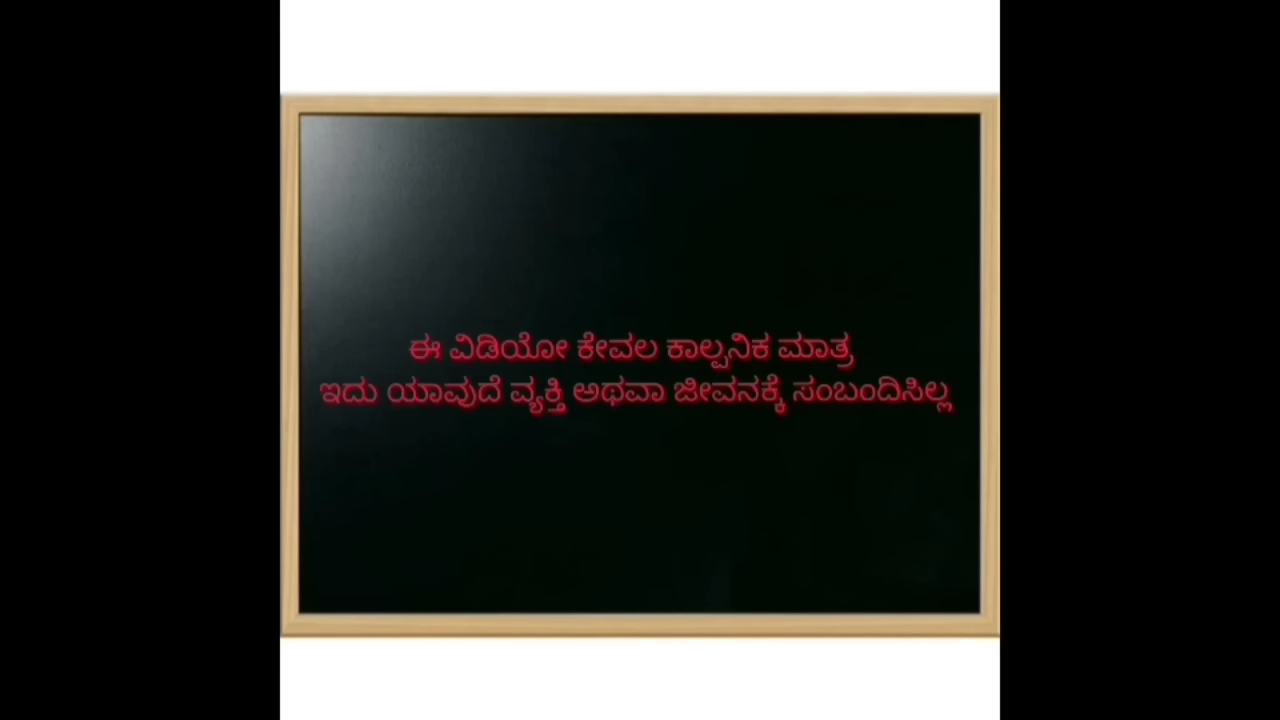 ಈ ವಿಡಿಯೋ ಕೇವಲ ಕಾಲ್ಪನಿಕ ಮಾತ್ರ
ಇದು ಯಾವುದೆ ವ್ಯಕ್ತಿ ಅಥವಾ ಜೀವನಕ್ಕೆ ಸಂಬಂದಿಸಿಲ್ಲ